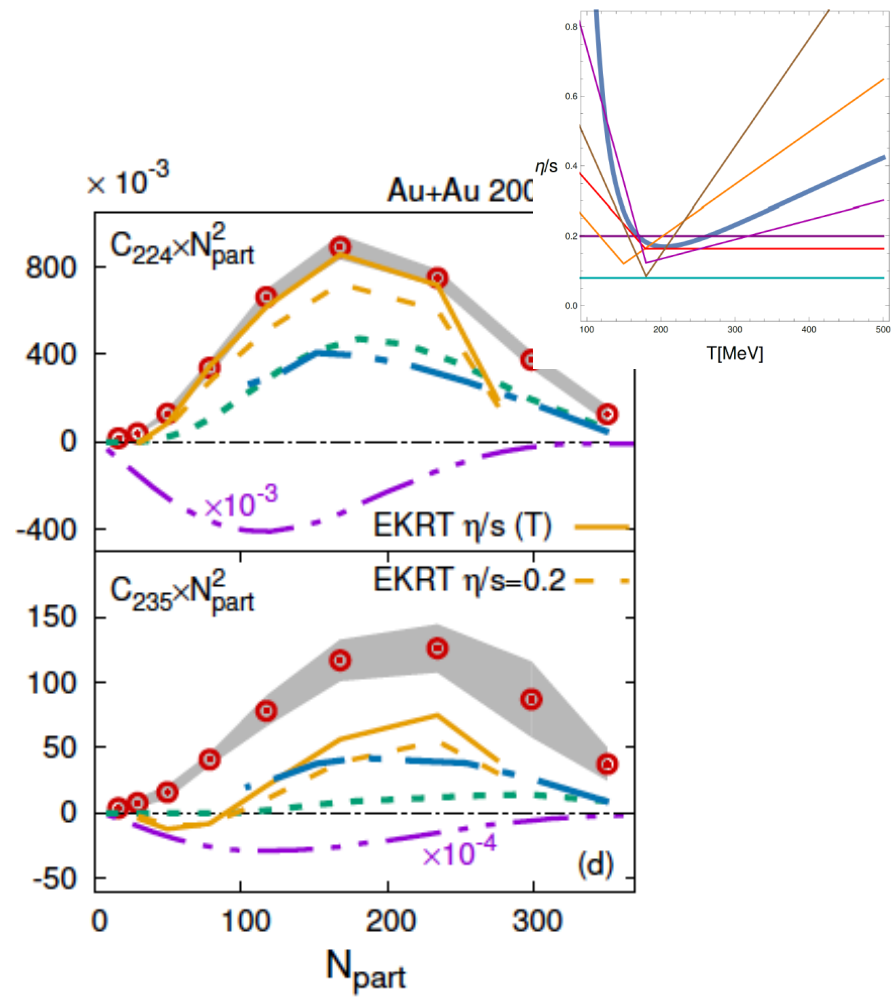 × 10⁻³
Au+Au 200
C₂₂₄×N²part
800
400
0
-400
×10⁻³
EKRT η/s (T)
EKRT η/s=0.2
C₂₃₅×N²part
150
100
50
0
-50
×10⁻⁴
(d)
0 100 200 300
Npart
0.8
0.6
η/s 0.4
0.2
0.0
100 200 300 400 500
T[MeV]